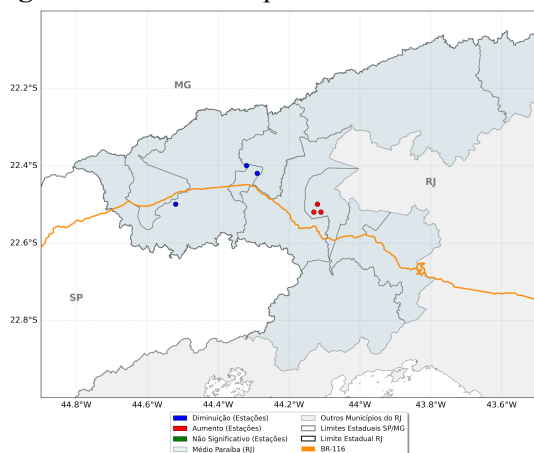 22.2°S
MG
22.4°S
RJ
22.6°S
SP
22.8°S
44.8°W 44.6°W 44.4°W 44.2°W 44°W 43.8°W 43.6°W
Diminuição (Estações)
Aumento (Estações)
Não Significativo (Estações)
Médio Paraíba (RJ)
Outros Municípios do RJ
Limites Estaduais SP/MG
Limite Estadual RJ
BR-116